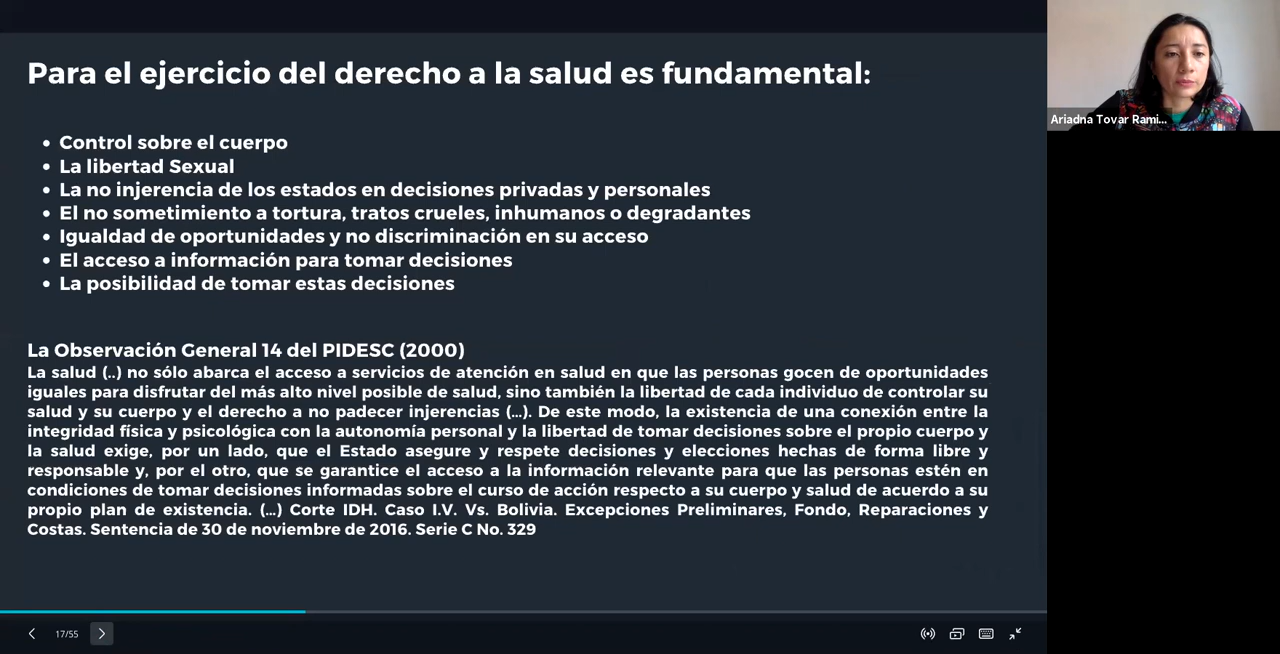 Para el ejercicio del derecho a la salud es fundamental:
• Control sobre el cuerpo
• La libertad Sexual
• La no injerencia de los estados en decisiones privadas y personales
• El no sometimiento a tortura, tratos crueles, inhumanos o degradantes
• Igualdad de oportunidades y no discriminación en su acceso
• El acceso a información para tomar decisiones
• La posibilidad de tomar estas decisiones
La Observación General 14 del PIDESC (2000)
La salud (..) no sólo abarca el acceso a servicios de atención en salud en que las personas gocen de oportunidades
iguales para disfrutar del más alto nivel posible de salud, sino también la libertad de cada individuo de controlar su
salud y su cuerpo y el derecho a no padecer injerencias (...). De este modo, la existencia de una conexión entre la
integridad física y psicológica con la autonomía personal y la libertad de tomar decisiones sobre el propio cuerpo y
la salud exige, por un lado, que el Estado asegure y respete decisiones y elecciones hechas de forma libre y
responsable y, por el otro, que se garantice el acceso a la información relevante para que las personas estén en
condiciones de tomar decisiones informadas sobre el curso de acción respecto a su cuerpo y salud de acuerdo a su
propio plan de existencia. (...) Corte IDH. Caso I.V. Vs. Bolivia. Excepciones Preliminares, Fondo, Reparaciones y
Costas. Sentencia de 30 de noviembre de 2016. Serie C No. 329
17/55
Ariadna Tovar Rami...